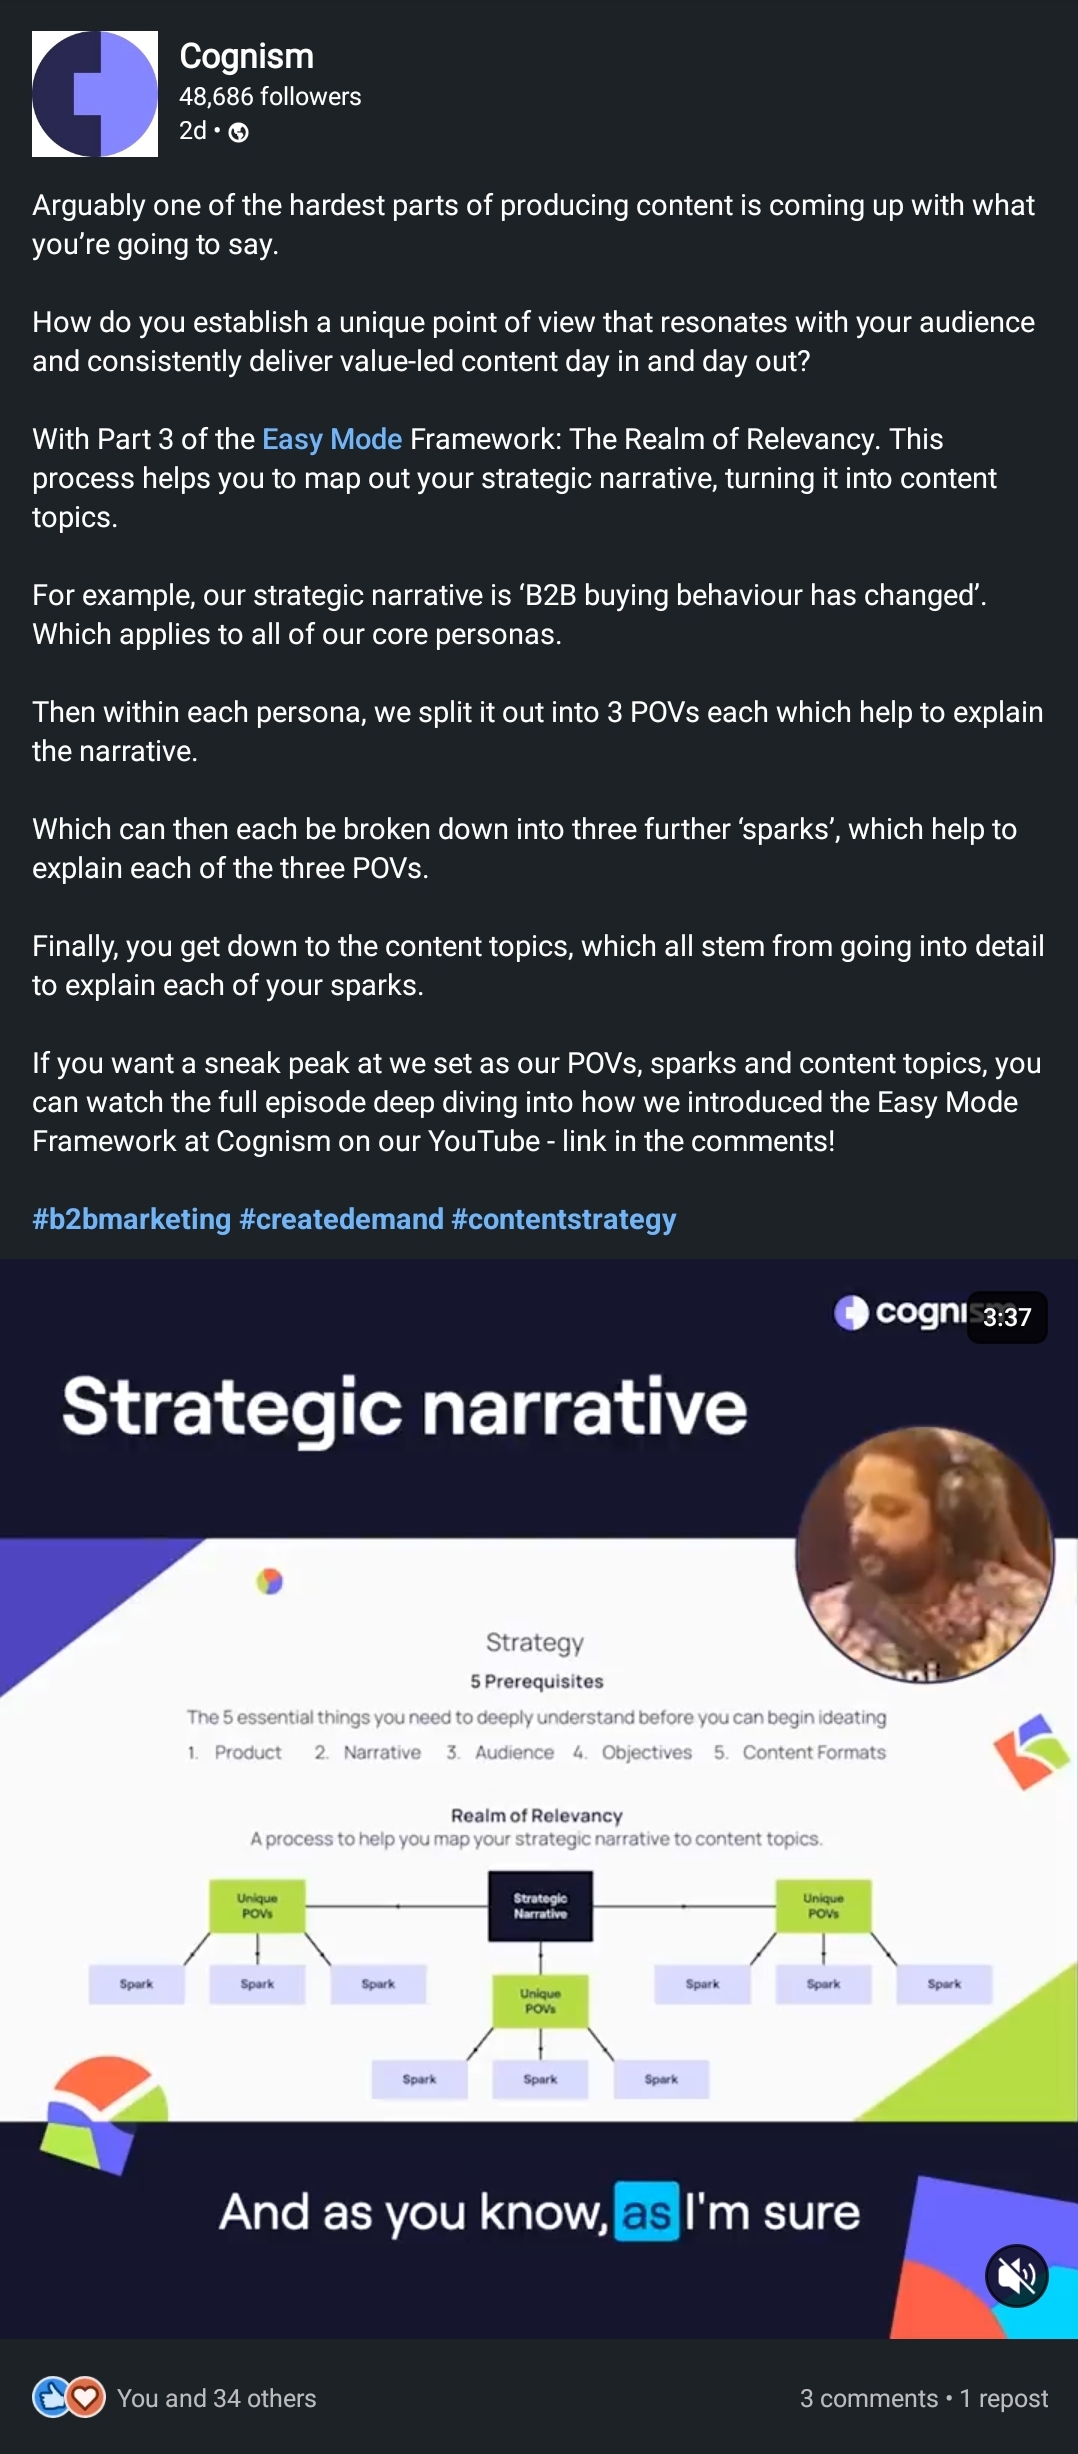 Cognism
48,686 followers
2d •
Arguably one of the hardest parts of producing content is coming up with what
you’re going to say.
How do you establish a unique point of view that resonates with your audience
and consistently deliver value-led content day in and day out?
With Part 3 of the Easy Mode Framework: The Realm of Relevancy. This
process helps you to map out your strategic narrative, turning it into content
topics.
For example, our strategic narrative is ‘B2B buying behaviour has changed’.
Which applies to all of our core personas.
Then within each persona, we split it out into 3 POVs each which help to explain
the narrative.
Which can then each be broken down into three further ‘sparks’, which help to
explain each of the three POVs.
Finally, you get down to the content topics, which all stem from going into detail
to explain each of your sparks.
If you want a sneak peak at we set as our POVs, sparks and content topics, you
can watch the full episode deep diving into how we introduced the Easy Mode
Framework at Cognism on our YouTube - link in the comments!
#b2bmarketing #createdemand #contentstrategy
cognism
3:37
Strategic narrative
Strategy
5 Prerequisites
The 5 essential things you need to deeply understand before you can begin ideating
1. Product 2. Narrative 3. Audience 4. Objectives 5. Content Formats
Realm of Relevancy
A process to help you map your strategic narrative to content topics.
Unique
POVs
Strategic
Narrative
Unique
POVs
Spark Spark Spark
Unique
POVs
Spark Spark Spark
Spark Spark Spark
And as you know, as I'm sure
You and 34 others
3 comments • 1 repost